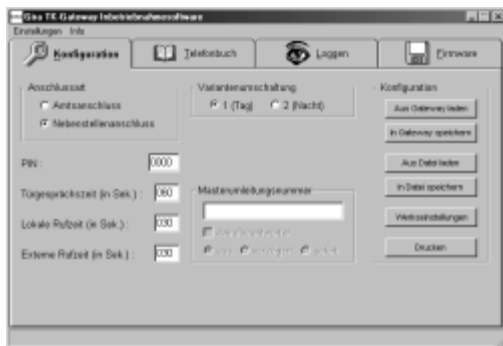 Gira TK-Gateway Inbetriebnahmesoftware
Einstellungen Info
Konfiguration
Telefonbuch
Loggen
Firmware
Anschlussart
Amtsanschluss
Nebenstellenanschluss
Variantenumschaltung
1 (Tag) 2 (Nacht)
Konfiguration
Aus Gateway laden
In Gateway speichern
Aus Datei laden
In Datei speichern
Werkseinstellungen
Drucken
PIN : 0000
Türgesprächszeit (in Sek.) : 060
Lokale Rufzeit (in Sek.) : 030
Externe Rufzeit (in Sek.) : 030
Masterumleitungsnummer